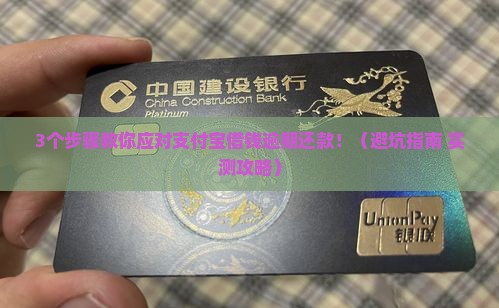 中国建设银行
China Construction Bank
Platinum
3个步骤教你应对支付宝借钱逾期还款！（避坑指南 实
测攻略）
UnionPay
银联